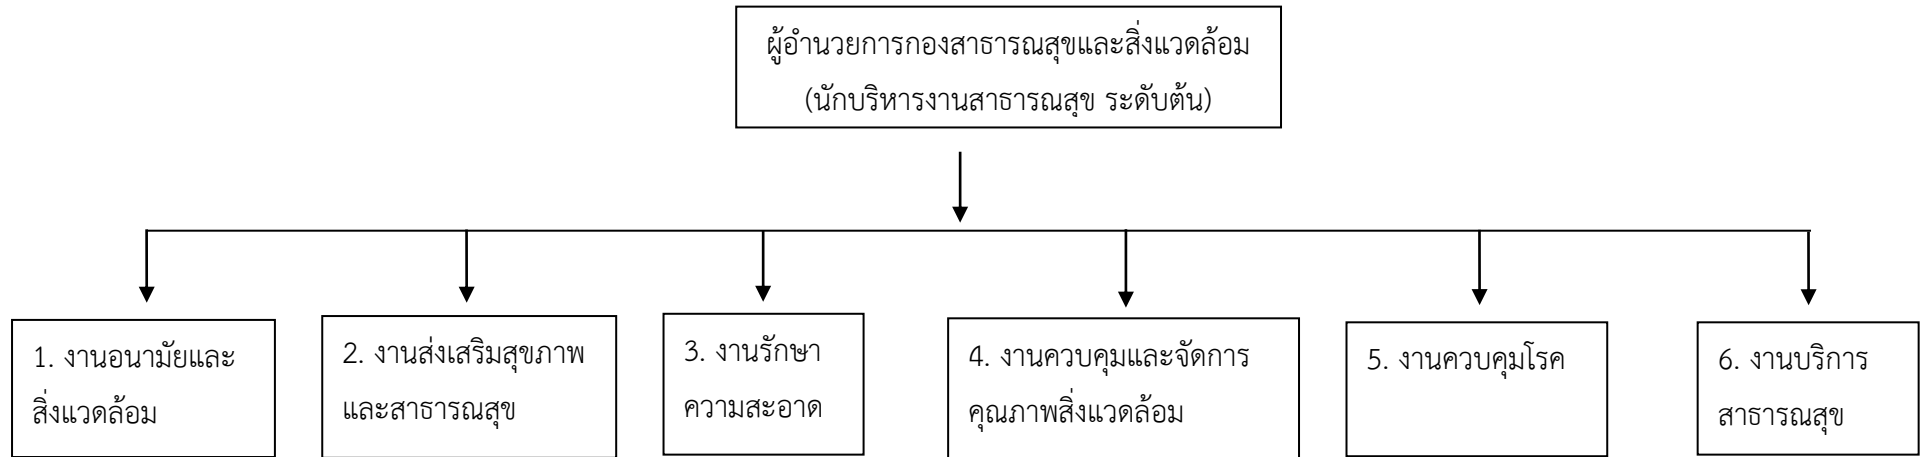 ผู้อำนวยการกองสาธารณสุขและสิ่งแวดล้อม
(นักบริหารงานสาธารณสุข ระดับต้น)
1. งานอนามัยและ
สิ่งแวดล้อม
2. งานส่งเสริมสุขภาพ
และสาธารณสุข
3. งานรักษา
ความสะอาด
4. งานควบคุมและจัดการ
คุณภาพสิ่งแวดล้อม
5. งานควบคุมโรค
6. งานบริการ
สาธารณสุข